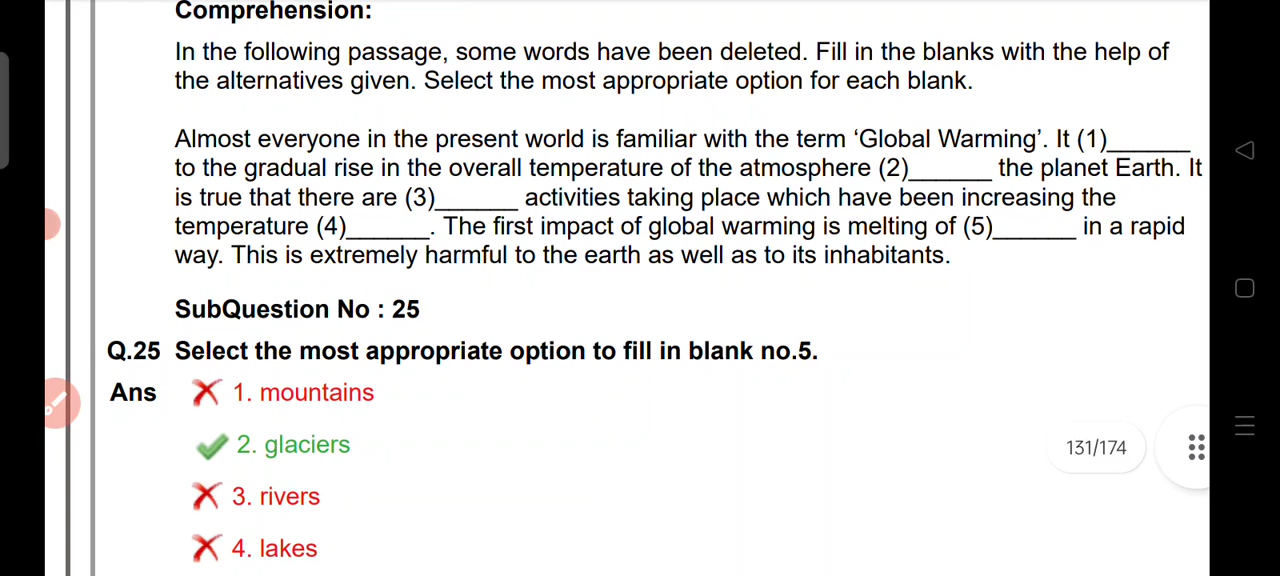 Comprehension:
In the following passage, some words have been deleted. Fill in the blanks with the help of
the alternatives given. Select the most appropriate option for each blank.
Almost everyone in the present world is familiar with the term ‘Global Warming’. It (1)______
to the gradual rise in the overall temperature of the atmosphere (2)______ the planet Earth. It
is true that there are (3)______ activities taking place which have been increasing the
temperature (4)______. The first impact of global warming is melting of (5)______ in a rapid
way. This is extremely harmful to the earth as well as to its inhabitants.
SubQuestion No : 25
Q.25 Select the most appropriate option to fill in blank no.5.
Ans 1. mountains
2. glaciers
131/174
3. rivers
4. lakes